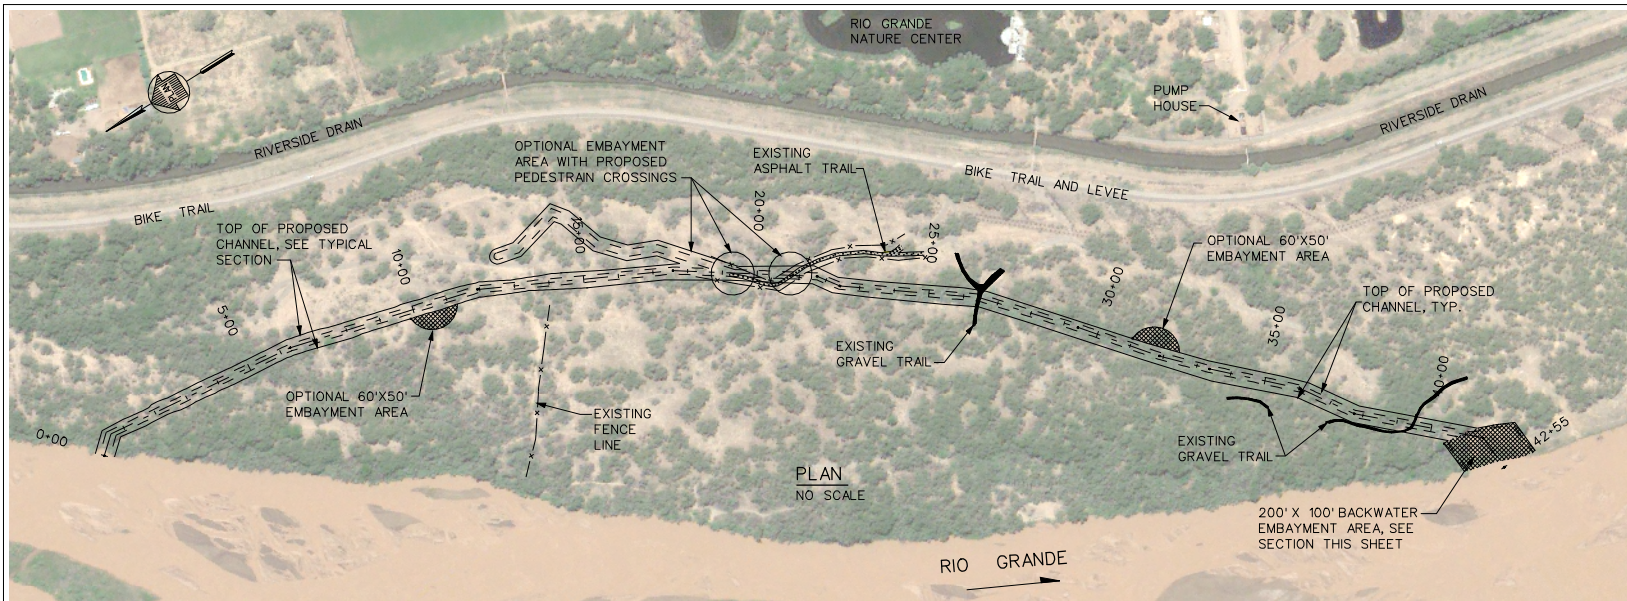 RIO GRANDE
NATURE CENTER
PUMP
HOUSE
RIVERSIDE DRAIN
RIVERSIDE DRAIN
OPTIONAL EMBAYMENT
AREA WITH PROPOSED
PEDESTRAIN CROSSINGS
EXISTING
ASPHALT TRAIL
BIKE TRAIL AND LEVEE
BIKE TRAIL
TOP OF PROPOSED
CHANNEL, SEE TYPICAL
SECTION
5+00
10+00
15+00
20+00
25+00
30+00
35+00
OPTIONAL 60'X50'
EMBAYMENT AREA
TOP OF PROPOSED
CHANNEL, TYP.
EXISTING
GRAVEL TRAIL
OPTIONAL 60'X50'
EMBAYMENT AREA
EXISTING
FENCE
LINE
0+00
42+55
EXISTING
GRAVEL TRAIL
PLAN
NO SCALE
200' X 100' BACKWATER
EMBAYMENT AREA, SEE
SECTION THIS SHEET
RIO GRANDE